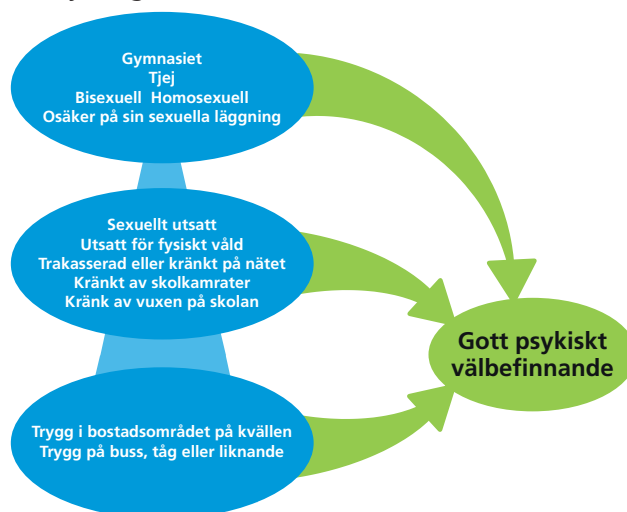 Gymnasiet
Tjej
Bisexuell Homosexuell
Osäker på sin sexuella läggning
Sexuellt utsatt
Utsatt för fysiskt våld
Trakasserad eller kränkt på nätet
Kränkt av skolkamrater
Kränk av vuxen på skolan
Gott psykiskt
välbefinnande
Trygg i bostadsområdet på kvällen
Trygg på buss, tåg eller liknande